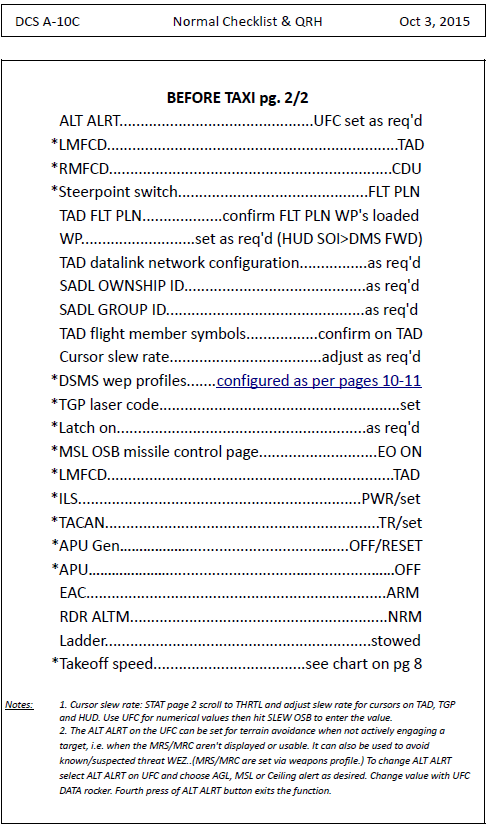 DCS A-10C Normal Checklist & QRH Oct 3, 2015
BEFORE TAXI pg. 2/2
ALT ALRT.......................................UFC set as req'd
*LMFCD.......................................................TAD
*RMFCD......................................................CDU
*Steerpoint switch.....................................FLT PLN
TAD FLT PLN....................confirm FLT PLN WP's loaded
WP............................set as req'd (HUD SOI>DMS FWD)
TAD datalink network configuration................as req'd
SADL OWNSHIP ID....................................as req'd
SADL GROUP ID.......................................as req'd
TAD flight member symbols.................confirm on TAD
Cursor slew rate...............................adjust as req'd
*DSMS wep profiles.......configured as per pages 10-11
*TGP laser code...............................................set
*Latch on.................................................as req'd
*MSL OSB missile control page.......................EO ON
*LMFCD.......................................................TAD
*ILS........................................................PWR/set
*TACAN.....................................................TR/set
*APU Gen.............................................OFF/RESET
*APU...........................................................OFF
EAC...........................................................ARM
RDR ALTM..................................................NRM
Ladder....................................................stowed
*Takeoff speed..............................see chart on pg 8
Notes: 1. Cursor slew rate: STAT page 2 scroll to THRTL and adjust slew rate for cursors on TAD, TGP
and HUD. Use UFC for numerical values then hit SLEW OSB to enter the value.
2. The ALT ALRT on the UFC can be set for terrain avoidance when not actively engaging a
target, i.e. when the MRS/MRC aren't displayed or usable. It can also be used to avoid
known/suspected threat WEZ..(MRS/MRC are set via weapons profile.) To change ALT ALRT
select ALT ALRT on UFC and choose AGL, MSL or Ceiling alert as desired. Change value with UFC
DATA rocker. Fourth press of ALT ALRT button exits the function.